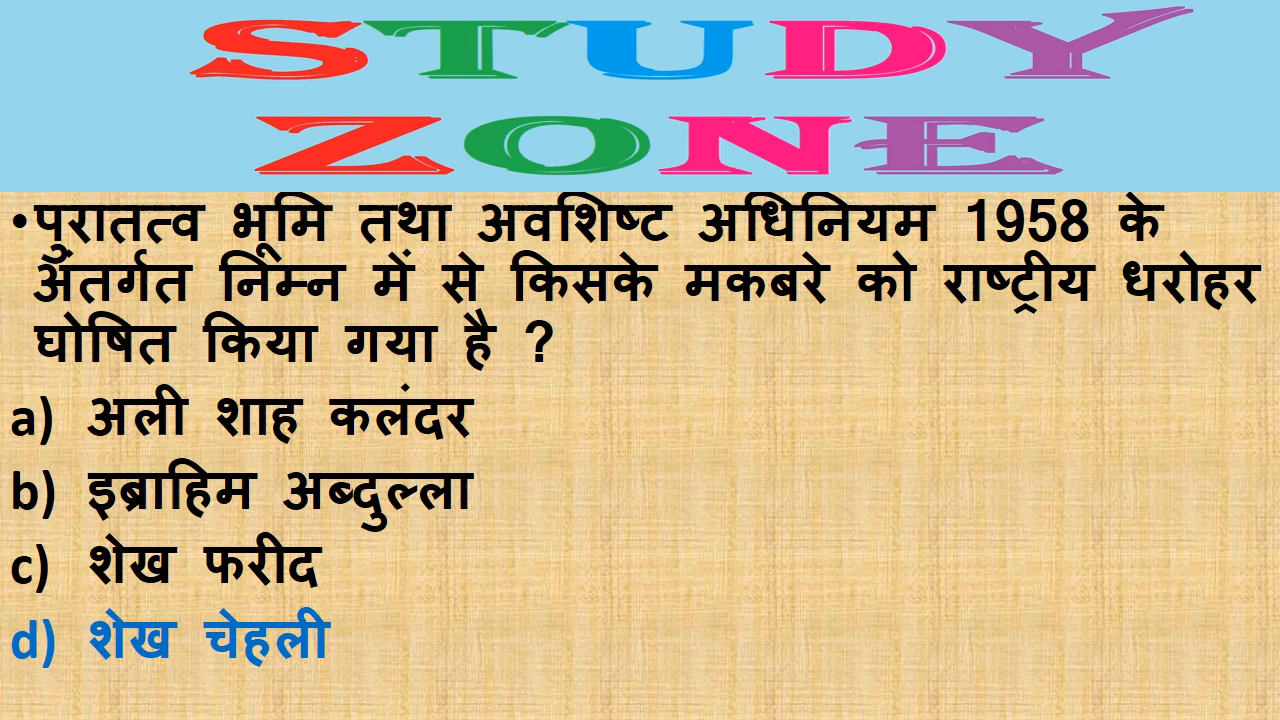 STUDY
ZONE
•पुरातत्व भूमि तथा अवशिष्ट अधिनियम 1958 के
अंतर्गत निम्न में से किसके मकबरे को राष्ट्रीय धरोहर
घोषित किया गया है ?
a) अली शाह कलंदर
b) इब्राहिम अब्दुल्ला
c) शेख फरीद
d) शेख चेहली